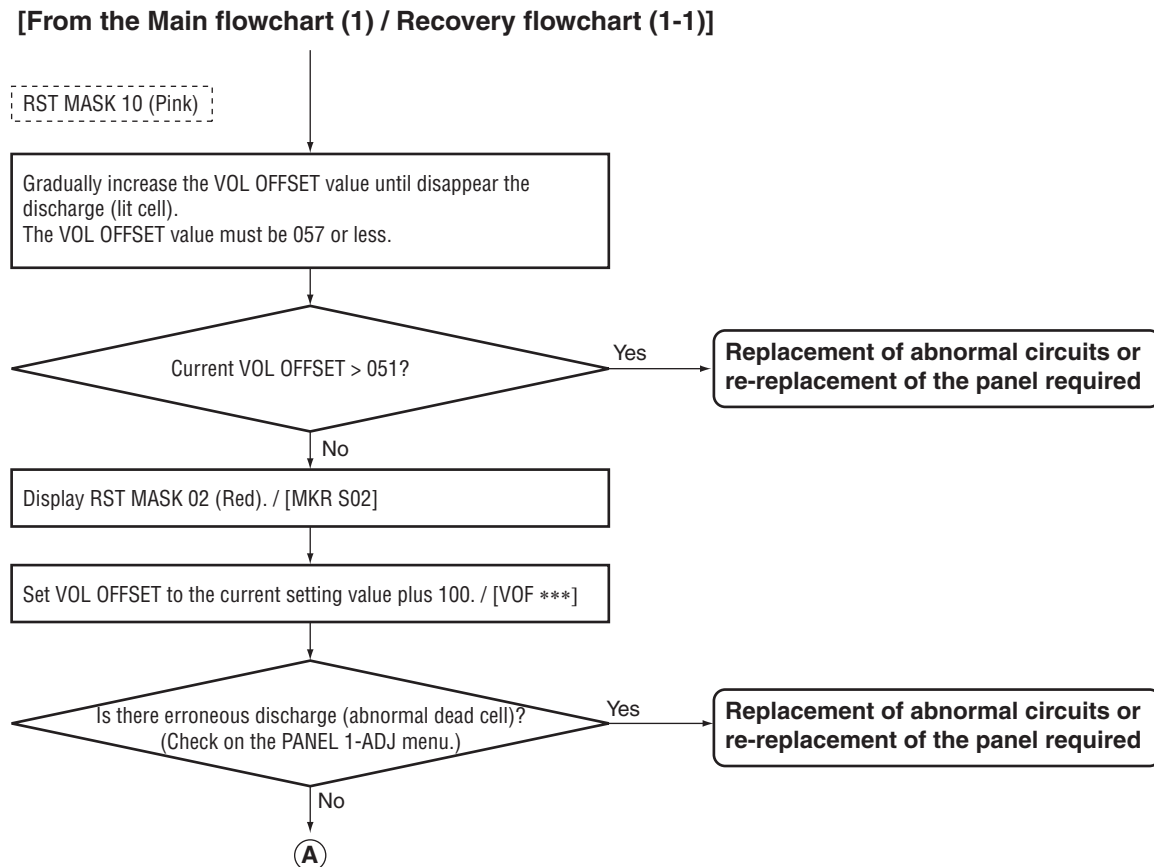 [From the Main flowchart (1) / Recovery flowchart (1-1)]
RST MASK 10 (Pink)
Gradually increase the VOL OFFSET value until disappear the
discharge (lit cell).
The VOL OFFSET value must be 057 or less.
Current VOL OFFSET > 051?
Yes
Replacement of abnormal circuits or
re-replacement of the panel required
No
Display RST MASK 02 (Red). / [MKR S02]
Set VOL OFFSET to the current setting value plus 100. / [VOF ***]
Is there erroneous discharge (abnormal dead cell)?
(Check on the PANEL 1-ADJ menu.)
Yes
Replacement of abnormal circuits or
re-replacement of the panel required
No
A